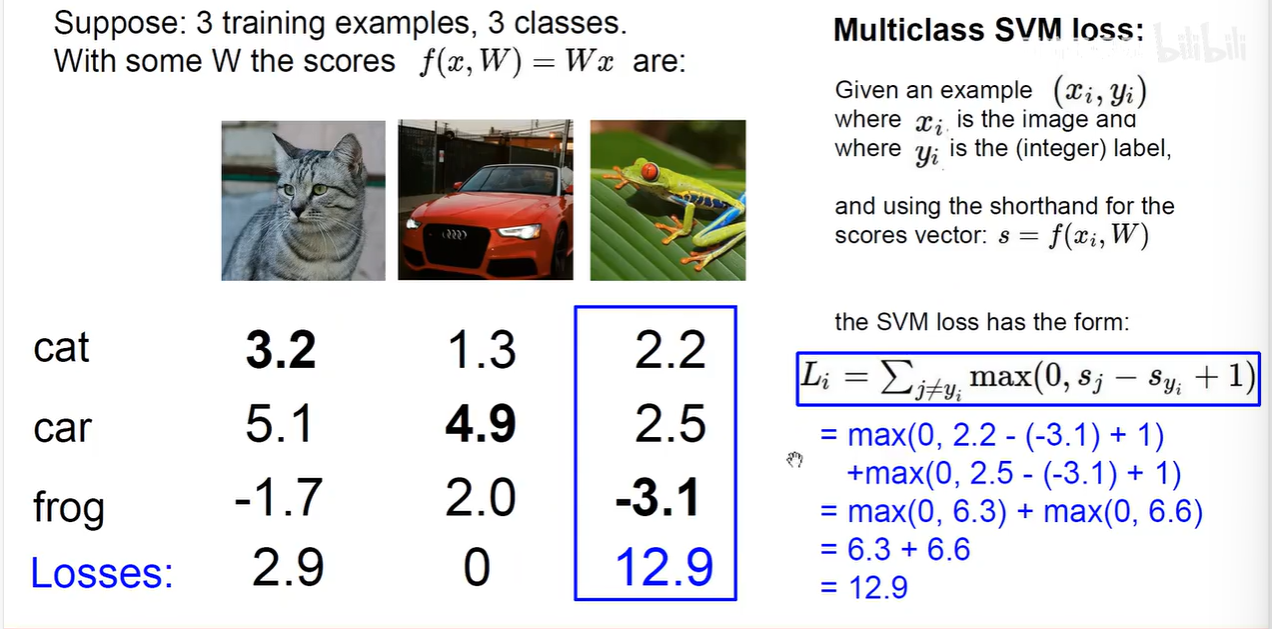 Suppose: 3 training examples, 3 classes.
With some W the scores f(x, W) = Wx are:
cat 3.2 1.3 2.2
car 5.1 4.9 2.5
frog -1.7 2.0 -3.1
Losses: 2.9 0 12.9
Multiclass SVM loss:
bilibili
Given an example (x_i, y_i)
where x_i is the image and
where y_i is the (integer) label,
and using the shorthand for the
scores vector: s = f(x_i, W)
the SVM loss has the form:
L_i = ∑_{j≠y_i} max(0, s_j − s_{y_i} + 1)
= max(0, 2.2 - (-3.1) + 1)
+max(0, 2.5 - (-3.1) + 1)
= max(0, 6.3) + max(0, 6.6)
= 6.3 + 6.6
= 12.9